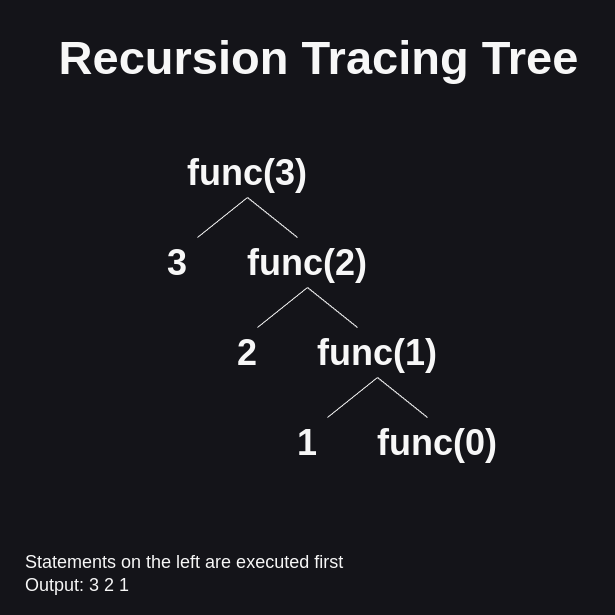 Recursion Tracing Tree
func(3)
3 func(2)
2 func(1)
1 func(0)
Statements on the left are executed first
Output: 3 2 1